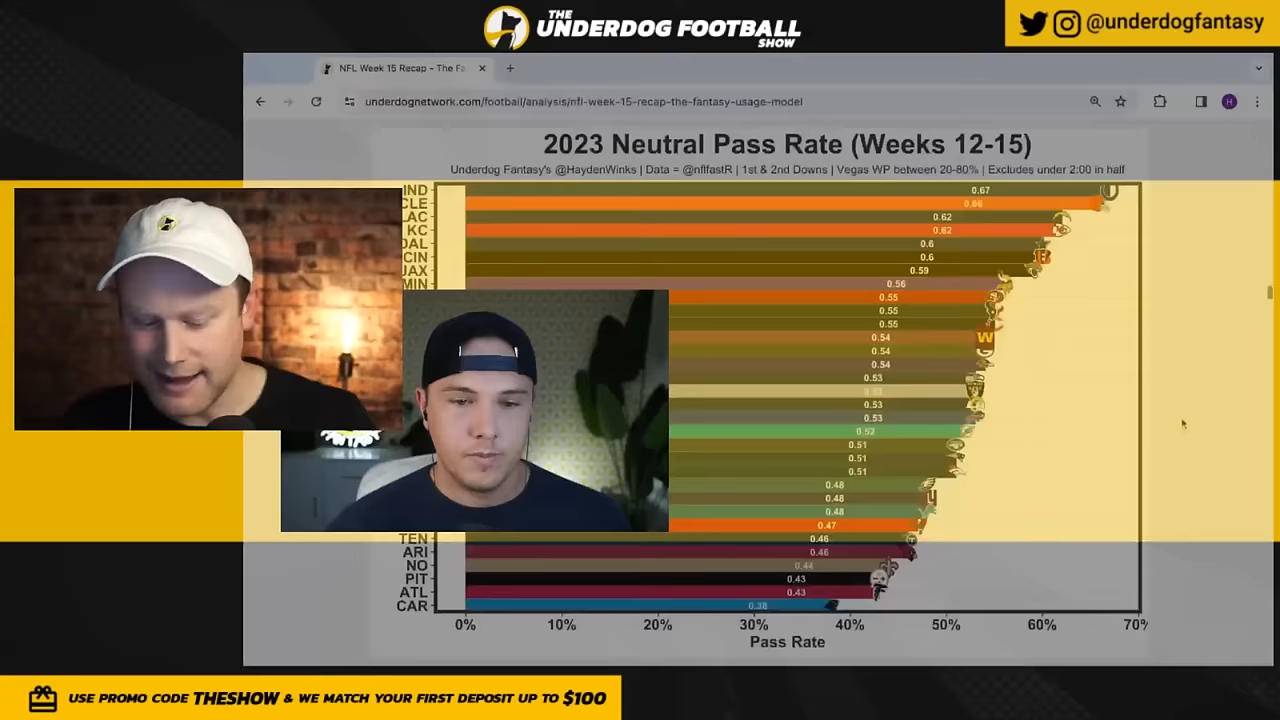 THE
UNDERDOG FOOTBALL
SHOW
@underdogfantasy
NFL Week 15 Recap - The Fa
underdognetwork.com/football/analysis/nfl-week-15-recap-the-fantasy-usage-model
H
2023 Neutral Pass Rate (Weeks 12-15)
Underdog Fantasy's @HaydenWinks | Data = @nflfastR | 1st & 2nd Downs | Vegas WP between 20-80% | Excludes under 2:00 in half
IND 0.67
CLE 0.66
LAC 0.62
KC 0.62
DAL 0.6
CIN 0.6
JAX 0.59
MIN 0.56
0.55
0.55
0.55
0.54 W
0.54
0.54
0.53
0.53
0.53
0.52
0.51
0.51
0.51
0.48
0.48
0.48
0.47
TEN 0.46
ARI 0.46
NO 0.44
PIT 0.43
ATL 0.43
CAR 0.38
0% 10% 20% 30% 40% 50% 60% 70%
Pass Rate
USE PROMO CODE THESHOW & WE MATCH YOUR FIRST DEPOSIT UP TO $100